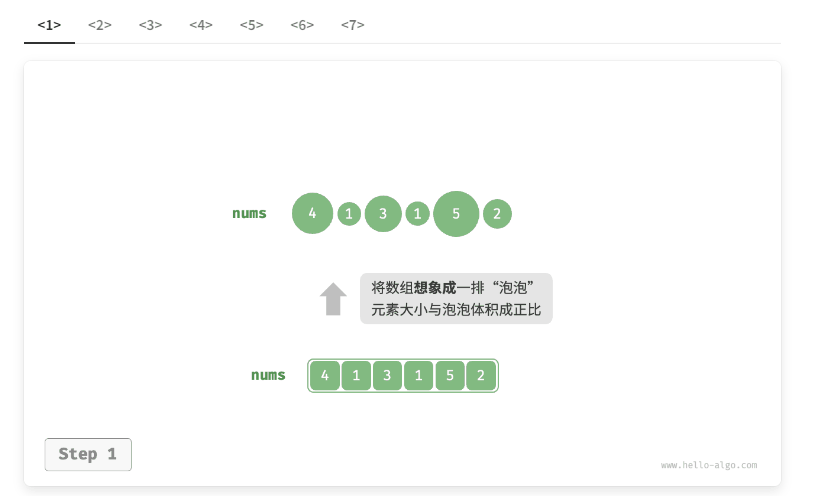 <1> <2> <3> <4> <5> <6> <7>
nums 4 1 3 1 5 2
将数组想象成一排“泡泡”
元素大小与泡泡体积成正比
nums 4 1 3 1 5 2
Step 1
www.hello-algo.com